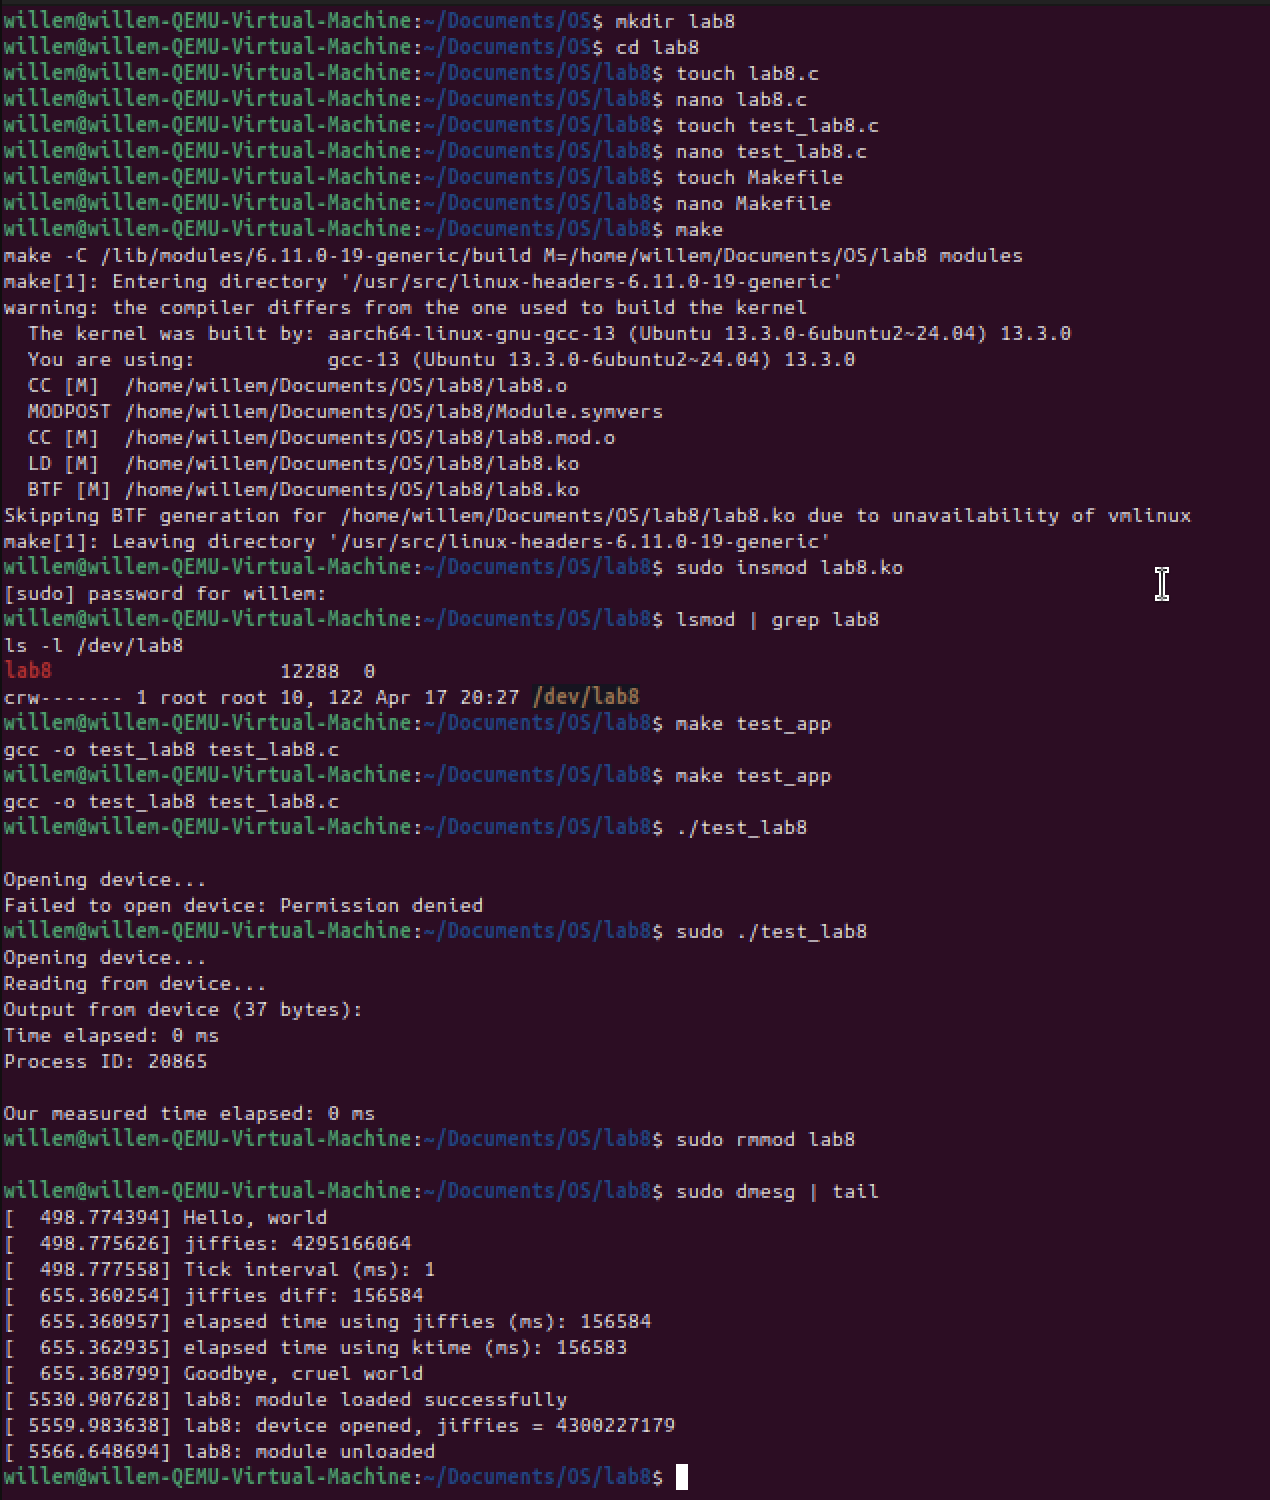 willem@willem-QEMU-Virtual-Machine:~/Documents/OS$ mkdir lab8
willem@willem-QEMU-Virtual-Machine:~/Documents/OS$ cd lab8
willem@willem-QEMU-Virtual-Machine:~/Documents/OS/lab8$ touch lab8.c
willem@willem-QEMU-Virtual-Machine:~/Documents/OS/lab8$ nano lab8.c
willem@willem-QEMU-Virtual-Machine:~/Documents/OS/lab8$ touch test_lab8.c
willem@willem-QEMU-Virtual-Machine:~/Documents/OS/lab8$ nano test_lab8.c
willem@willem-QEMU-Virtual-Machine:~/Documents/OS/lab8$ touch Makefile
willem@willem-QEMU-Virtual-Machine:~/Documents/OS/lab8$ nano Makefile
willem@willem-QEMU-Virtual-Machine:~/Documents/OS/lab8$ make
make -C /lib/modules/6.11.0-19-generic/build M=/home/willem/Documents/OS/lab8 modules
make[1]: Entering directory '/usr/src/linux-headers-6.11.0-19-generic'
warning: the compiler differs from the one used to build the kernel
  The kernel was built by: aarch64-linux-gnu-gcc-13 (Ubuntu 13.3.0-6ubuntu2~24.04) 13.3.0
  You are using:           gcc-13 (Ubuntu 13.3.0-6ubuntu2~24.04) 13.3.0
  CC [M]  /home/willem/Documents/OS/lab8/lab8.o
  MODPOST /home/willem/Documents/OS/lab8/Module.symvers
  CC [M]  /home/willem/Documents/OS/lab8/lab8.mod.o
  LD [M]  /home/willem/Documents/OS/lab8/lab8.ko
  BTF [M] /home/willem/Documents/OS/lab8/lab8.ko
Skipping BTF generation for /home/willem/Documents/OS/lab8/lab8.ko due to unavailability of vmlinux
make[1]: Leaving directory '/usr/src/linux-headers-6.11.0-19-generic'
willem@willem-QEMU-Virtual-Machine:~/Documents/OS/lab8$ sudo insmod lab8.ko
[sudo] password for willem:
willem@willem-QEMU-Virtual-Machine:~/Documents/OS/lab8$ lsmod | grep lab8
ls -l /dev/lab8
lab8                   12288  0
crw------- 1 root root 10, 122 Apr 17 20:27 /dev/lab8
willem@willem-QEMU-Virtual-Machine:~/Documents/OS/lab8$ make test_app
gcc -o test_lab8 test_lab8.c
willem@willem-QEMU-Virtual-Machine:~/Documents/OS/lab8$ make test_app
gcc -o test_lab8 test_lab8.c
willem@willem-QEMU-Virtual-Machine:~/Documents/OS/lab8$ ./test_lab8
Opening device...
Failed to open device: Permission denied
willem@willem-QEMU-Virtual-Machine:~/Documents/OS/lab8$ sudo ./test_lab8
Opening device...
Reading from device...
Output from device (37 bytes):
Time elapsed: 0 ms
Process ID: 20865
Our measured time elapsed: 0 ms
willem@willem-QEMU-Virtual-Machine:~/Documents/OS/lab8$ sudo rmmod lab8
willem@willem-QEMU-Virtual-Machine:~/Documents/OS/lab8$ sudo dmesg | tail
[  498.774394] Hello, world
[  498.775626] jiffies: 4295166064
[  498.777558] Tick interval (ms): 1
[  655.360254] jiffies diff: 156584
[  655.360957] elapsed time using jiffies (ms): 156584
[  655.362935] elapsed time using ktime (ms): 156583
[  655.368799] Goodbye, cruel world
[ 5530.907628] lab8: module loaded successfully
[ 5559.983638] lab8: device opened, jiffies = 4300227179
[ 5566.648694] lab8: module unloaded
willem@willem-QEMU-Virtual-Machine:~/Documents/OS/lab8$